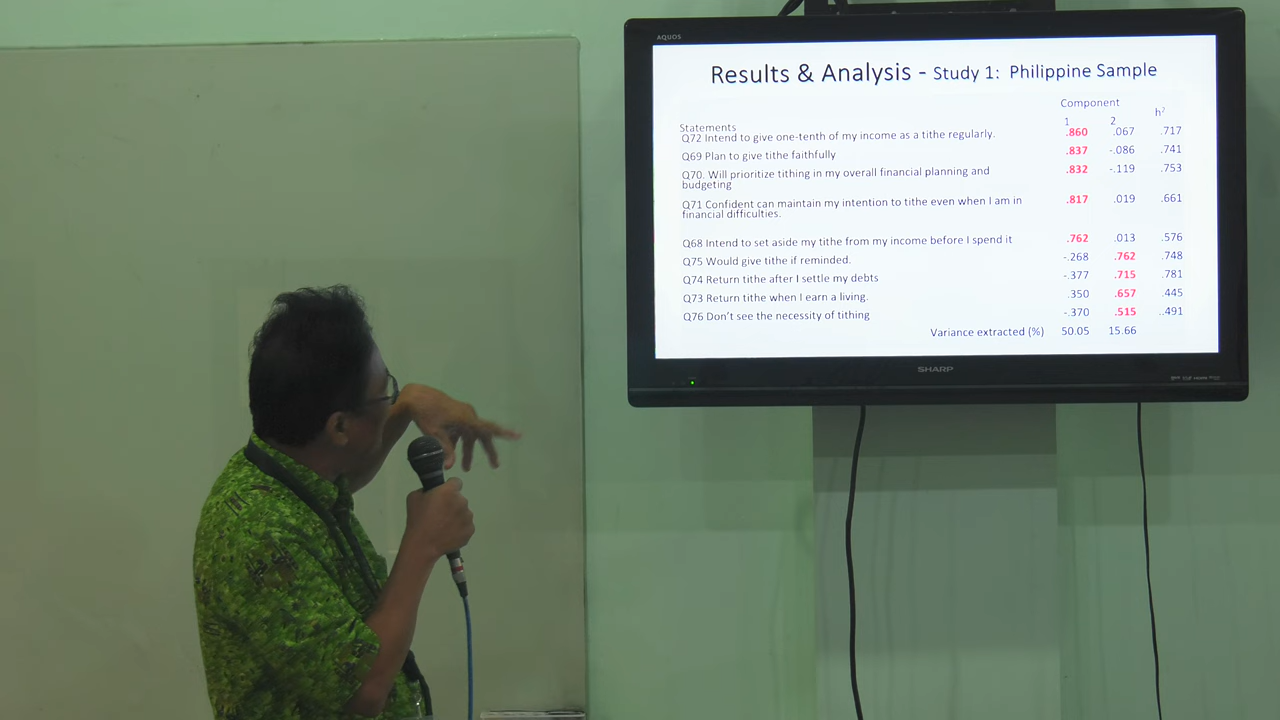 AQUOS
Results & Analysis - Study 1: Philippine Sample
Component
h²
Statements 1 2
Q72 Intend to give one-tenth of my income as a tithe regularly. .860 .067 .717
Q69 Plan to give tithe faithfully .837 -.086 .741
Q70. Will prioritize tithing in my overall financial planning and .832 -.119 .753
budgeting
Q71 Confident can maintain my intention to tithe even when I am in .817 .019 .661
financial difficulties.
Q68 Intend to set aside my tithe from my income before I spend it .762 .013 .576
Q75 Would give tithe if reminded. -.268 .762 .748
Q74 Return tithe after I settle my debts -.377 .715 .781
Q73 Return tithe when I earn a living. .350 .657 .445
Q76 Don't see the necessity of tithing -.370 .515 ..491
Variance extracted (%) 50.05 15.66
SHARP